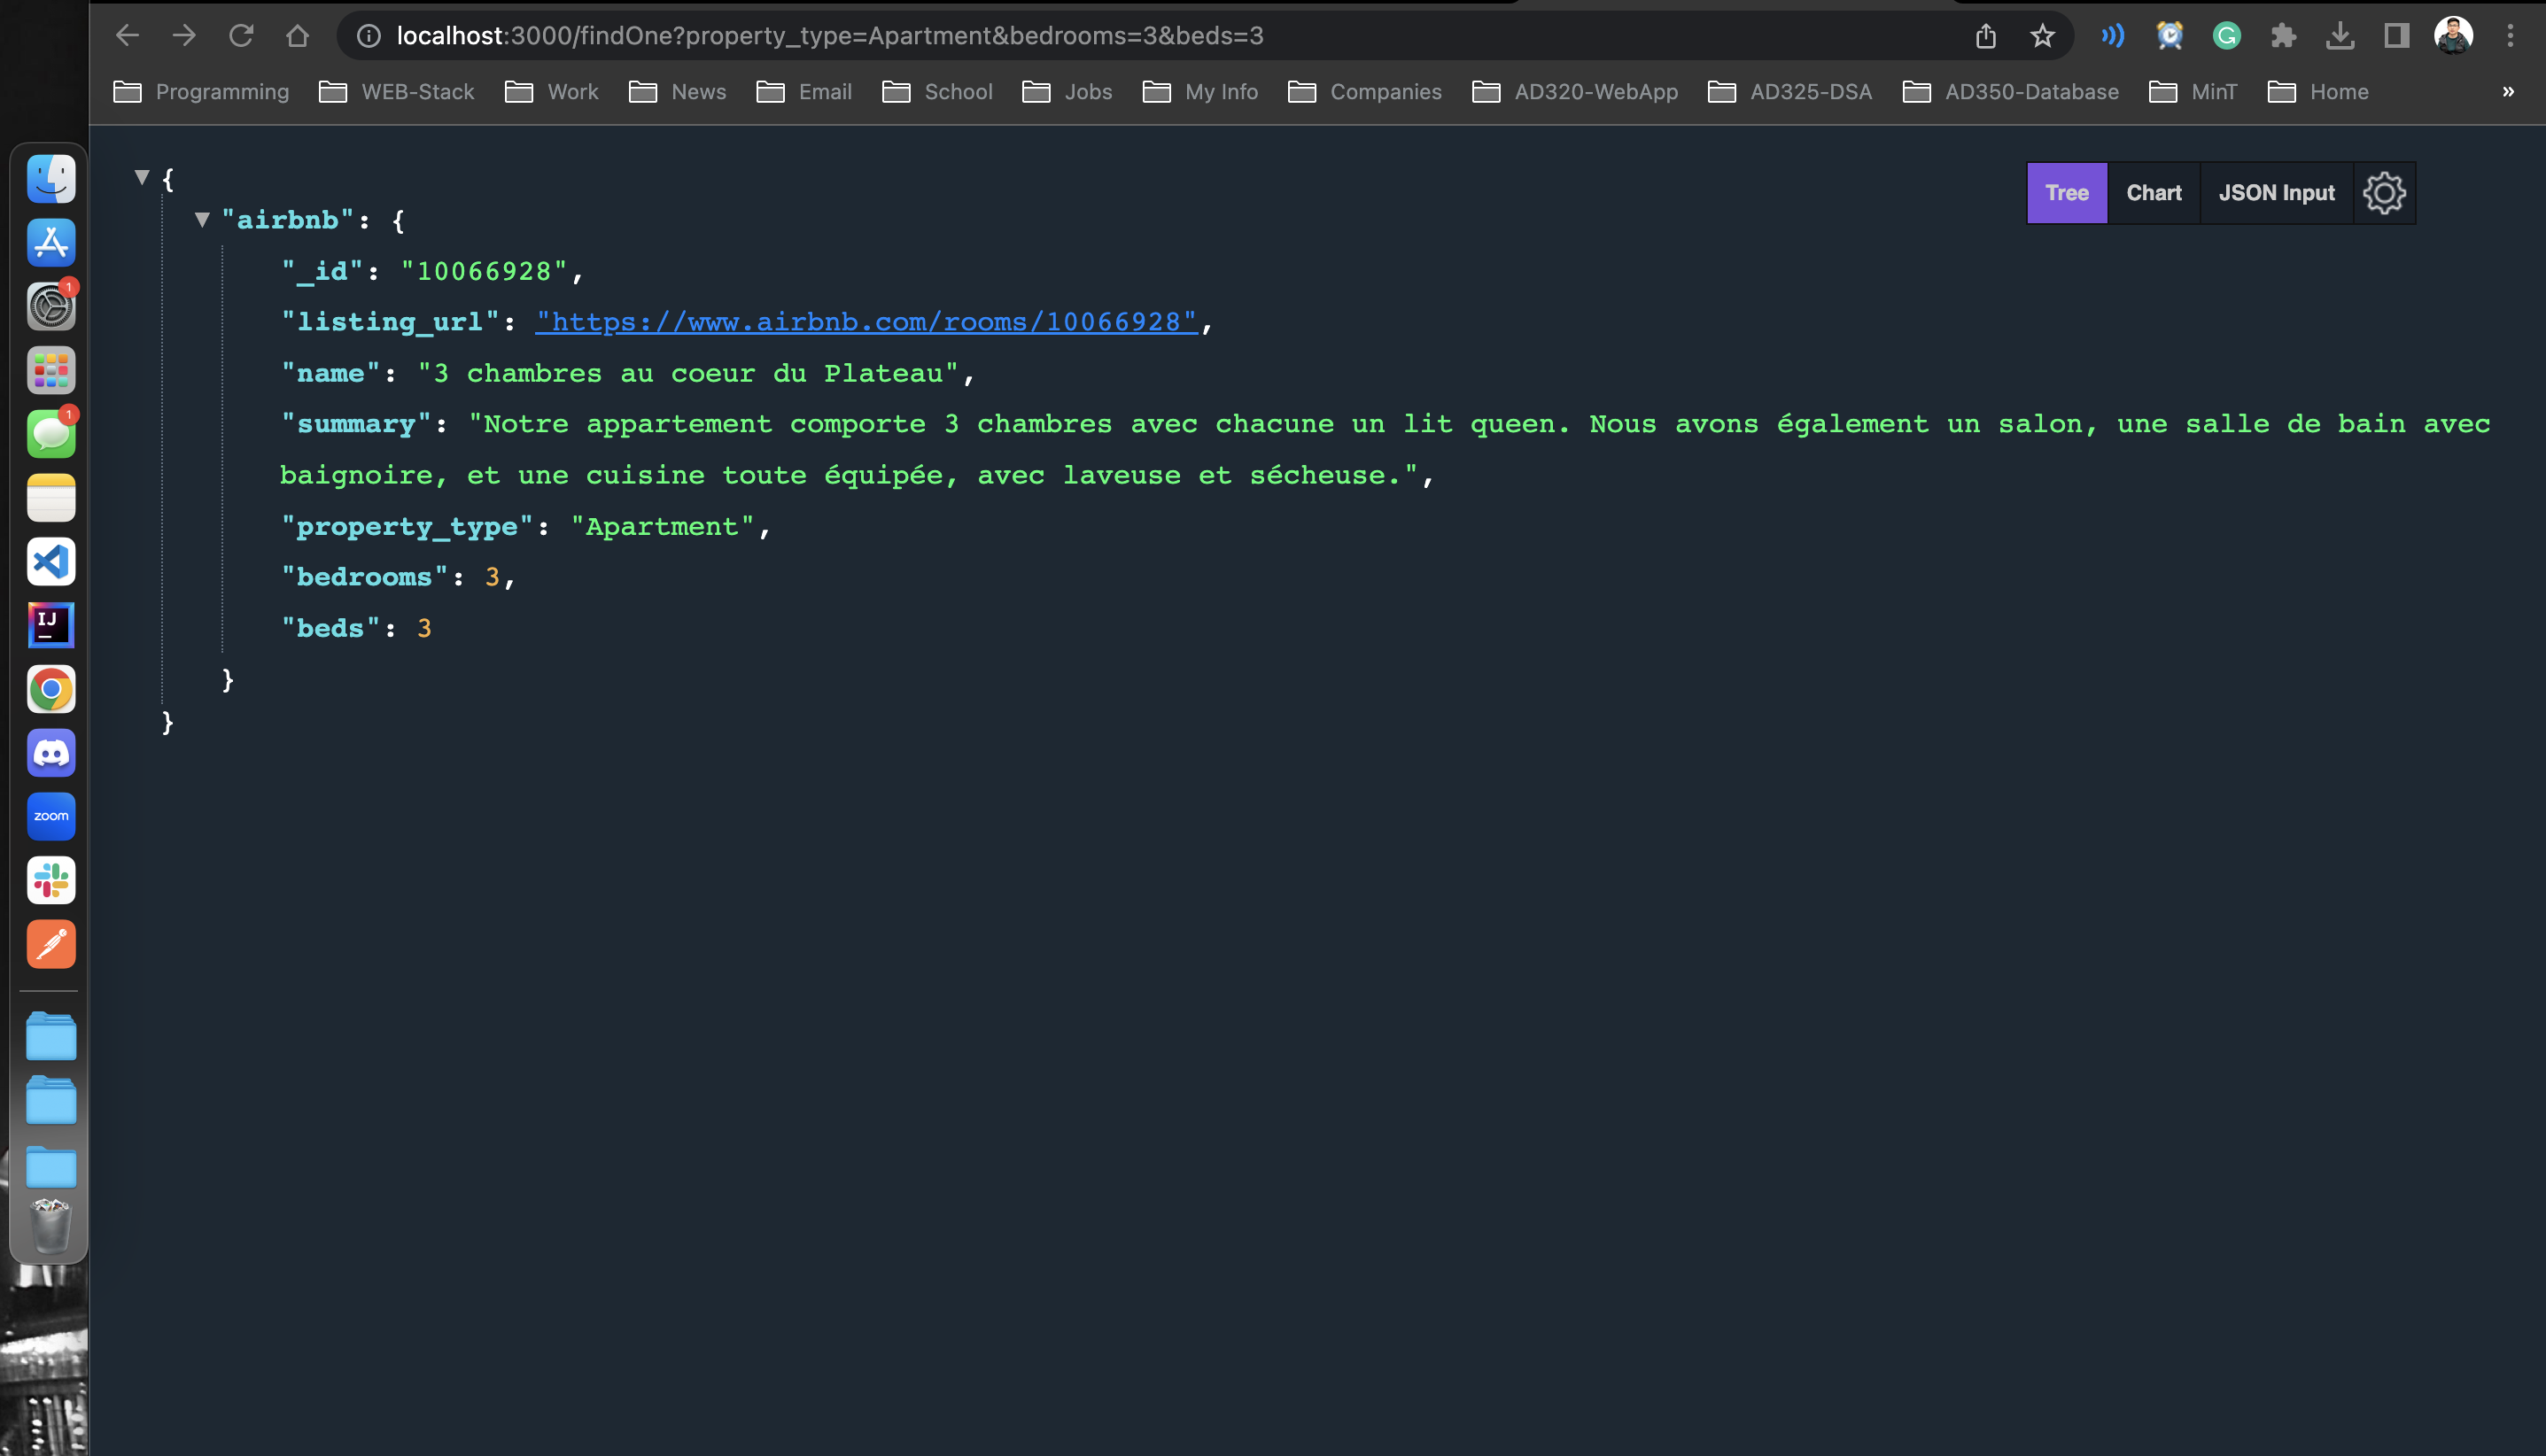 localhost:3000/findOne?property_type=Apartment&bedrooms=3&beds=3
Programming WEB-Stack Work News Email School Jobs My Info Companies AD320-WebApp AD325-DSA AD350-Database MinT Home »
Tree Chart JSON Input
{
"airbnb": {
"_id": "10066928",
"listing_url": "https://www.airbnb.com/rooms/10066928",
"name": "3 chambres au coeur du Plateau",
"summary": "Notre appartement comporte 3 chambres avec chacune un lit queen. Nous avons également un salon, une salle de bain avec
baignoire, et une cuisine toute équipée, avec laveuse et sécheuse.",
"property_type": "Apartment",
"bedrooms": 3,
"beds": 3
}
}
1
1
IJ
zoom